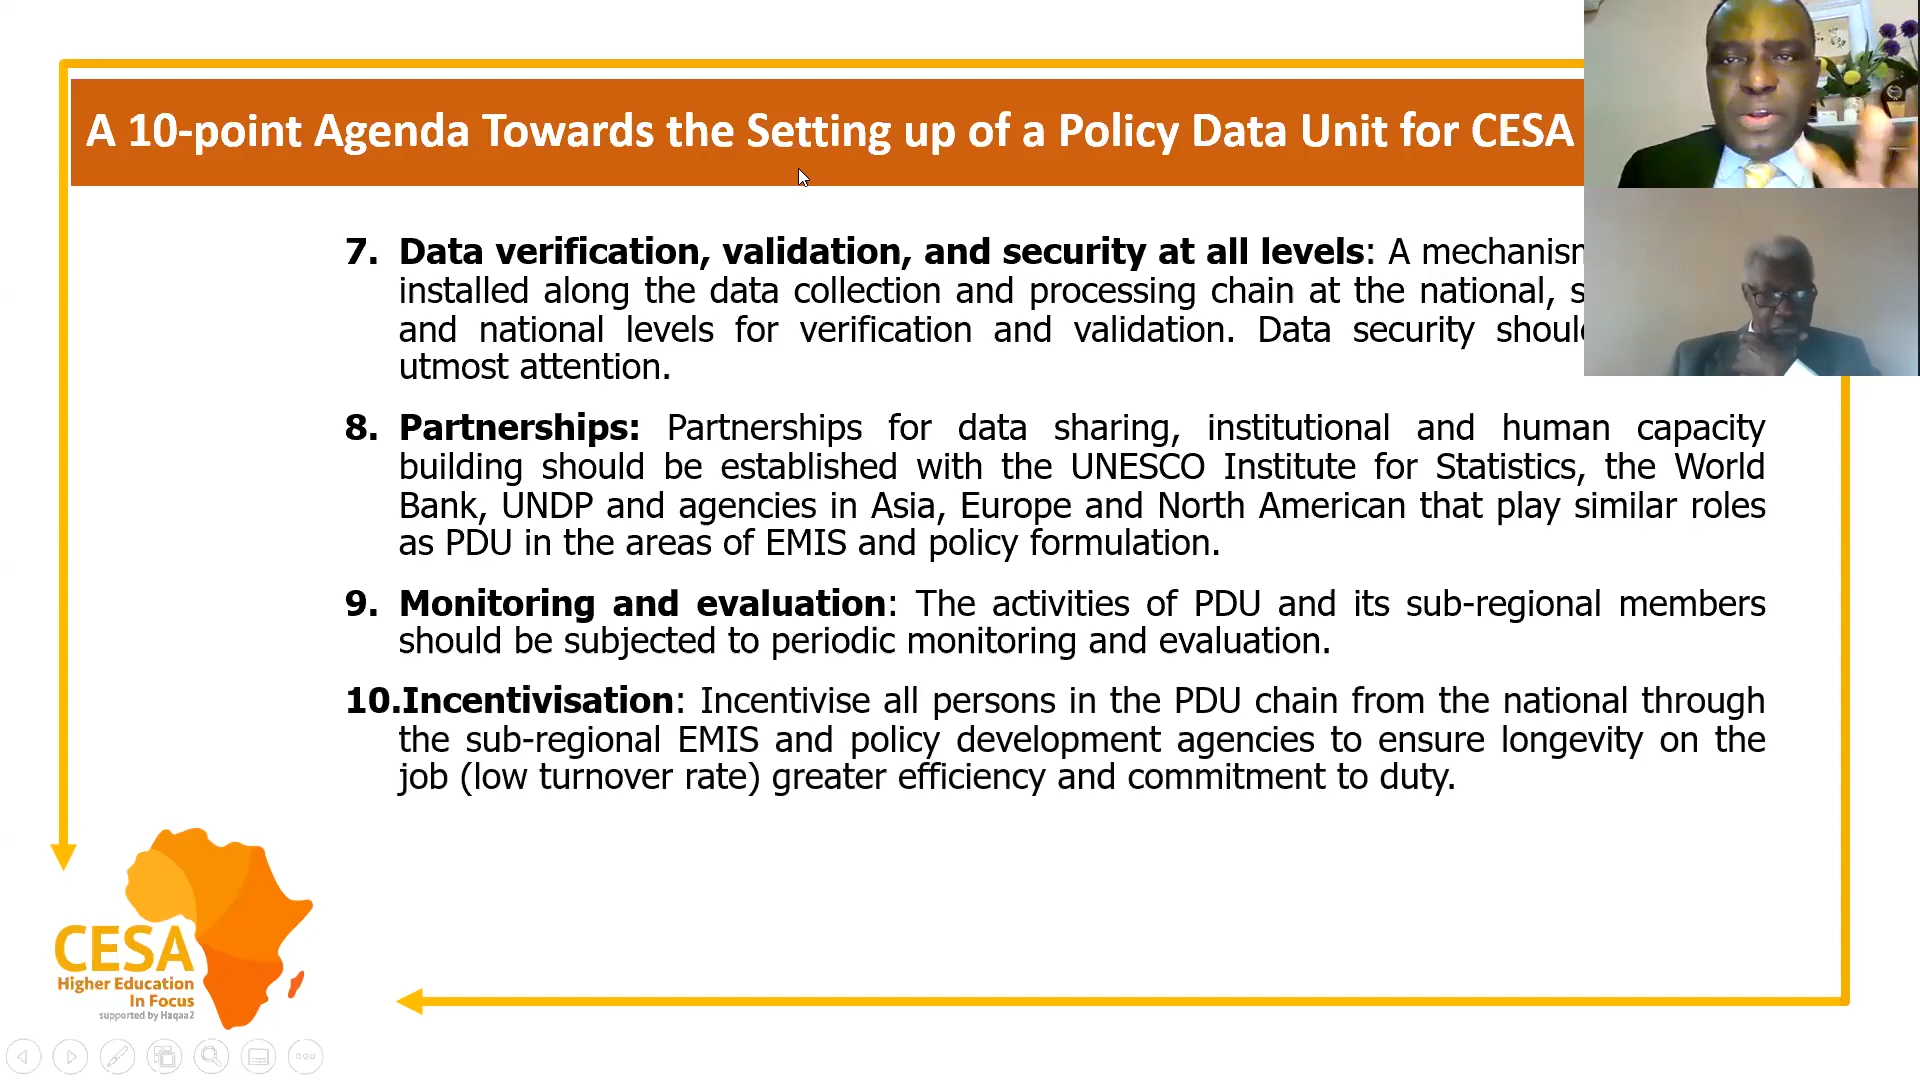 A 10-point Agenda Towards the Setting up of a Policy Data Unit for CESA
7. Data verification, validation, and security at all levels: A mechanism
installed along the data collection and processing chain at the national,
and national levels for verification and validation. Data security
utmost attention.
8. Partnerships: Partnerships for data sharing, institutional and human capacity
building should be established with the UNESCO Institute for Statistics, the World
Bank, UNDP and agencies in Asia, Europe and North American that play similar roles
as PDU in the areas of EMIS and policy formulation.
9. Monitoring and evaluation: The activities of PDU and its sub-regional members
should be subjected to periodic monitoring and evaluation.
10.Incentivisation: Incentivise all persons in the PDU chain from the national through
the sub-regional EMIS and policy development agencies to ensure longevity on the
job (low turnover rate) greater efficiency and commitment to duty.
CESA
Higher Education
In Focus
supported by Haqaa2